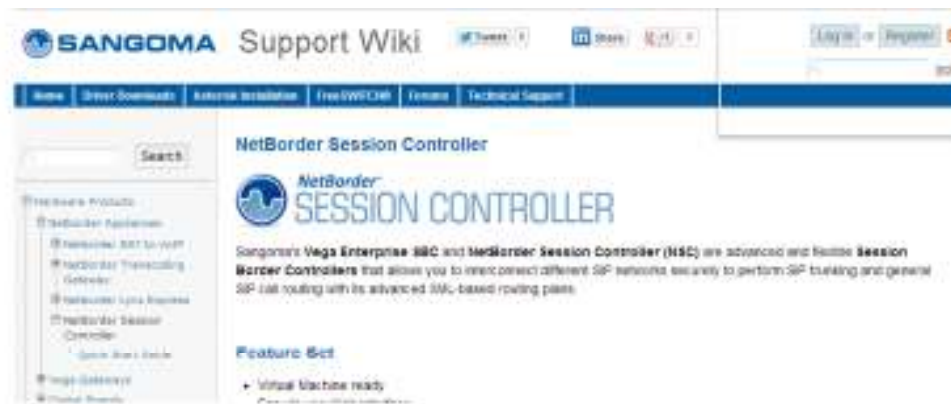 SANGOMA Support Wiki
Tweet
Share
Log In or Register
Home Driver Downloads Asterisk Installation FreeSWITCH Forums Technical Support
Search
NetBorder Session Controller
NetBorder
SESSION CONTROLLER
Sangoma's Vega Enterprise SBC and NetBorder Session Controller (NSC) are advanced and flexible Session
Border Controllers that allows you to interconnect different SIP networks securely to perform SIP trunking and general
SIP call routing with its advanced XML-based routing plans.
Hardware Products
NetBorder Appliances
NetBorder SS7 to VoIP
NetBorder Transcoding
Gateway
NetBorder Lync Express
NetBorder Session
Controller
Quick Start Guide
Vega Gateways
Feature Set
• Virtual Machine ready